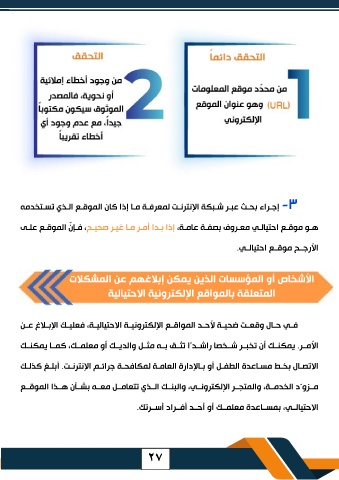 التحقق دائماً
من محدّد موقع المعلومات
(URL) وهو عنوان الموقع
الإلكتروني
1
التحقق
من وجود أخطاء إملائية
أو نحوية، فالمصدر
الموثوق سيكون مكتوباً
جيداً، مع عدم وجود أي
أخطاء تقريباً
2
٣- إجراء بحث عبر شبكة الإنترنت لمعرفة ما إذا كان الموقع الذي تستخدمه
هو موقع احتيالي معروف بصفة عامة، إذا بدا أمر ما غير صحيح، فإنّ الموقع على
الأرجح موقع احتيالي.
الأشخاص أو المؤسسات الذين يمكن إبلاغهم عن المشكلات
المتعلقة بالمواقع الإلكترونية الاحتيالية
في حال وقعت ضحية لأحد المواقع الإلكترونية الاحتيالية، فعليك الإبلاغ عن
الأمر. يمكنك أن تخبر شخصا راشدًا تثق به مثل والديك أو معلمك، كما يمكنك
الاتصال بخط مساعدة الطفل أو بالإدارة العامة لمكافحة جرائم الإنترنت. أبلغ كذلك
مزوّد الخدمة، والمتجر الإلكتروني، والبنك الذي تتعامل معه بشأن هذا الموقع
الاحتيالي، بمساعدة معلمك أو أحد أفراد أسرتك.
٢٧